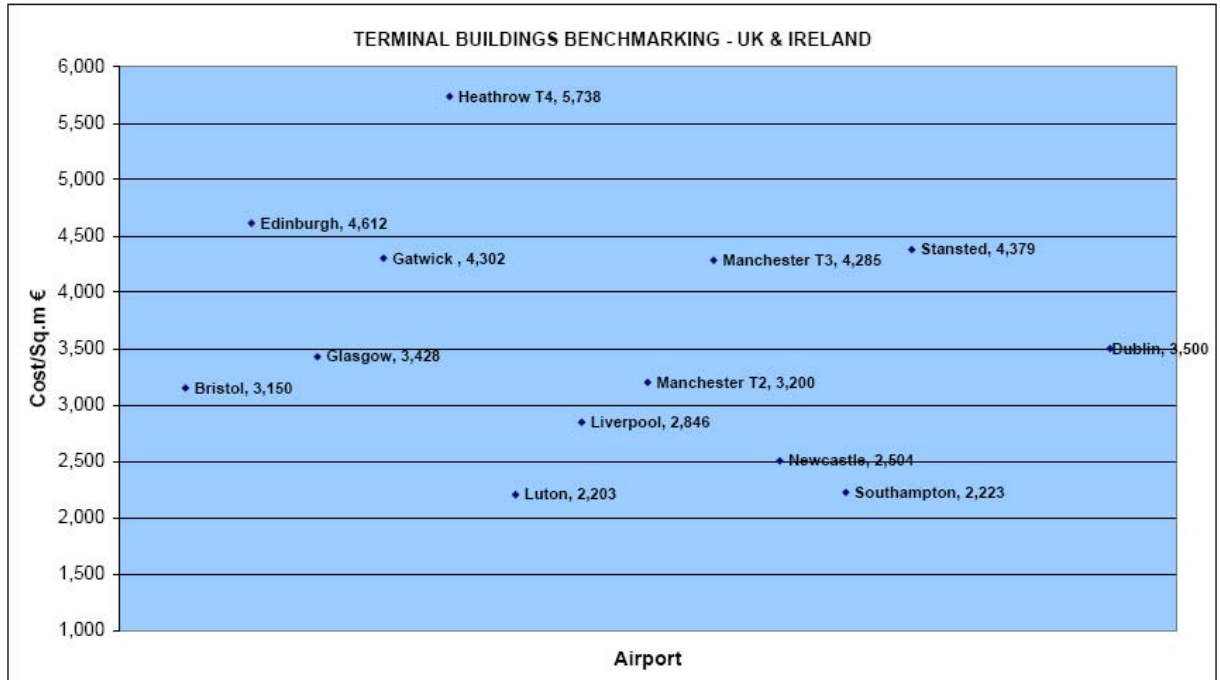 TERMINAL BUILDINGS BENCHMARKING - UK & IRELAND
6,000
5,500
5,000
4,500
4,000
3,500
3,000
2,500
2,000
1,500
1,000
Cost/Sq.m €
Heathrow T4, 5,738
Edinburgh, 4,612
Gatwick , 4,302
Manchester T3, 4,285
Stansted, 4,379
Glasgow, 3,428
Dublin, 3,500
Bristol, 3,150
Manchester T2, 3,200
Liverpool, 2,846
Newcastle, 2,504
Luton, 2,203
Southampton, 2,223
Airport